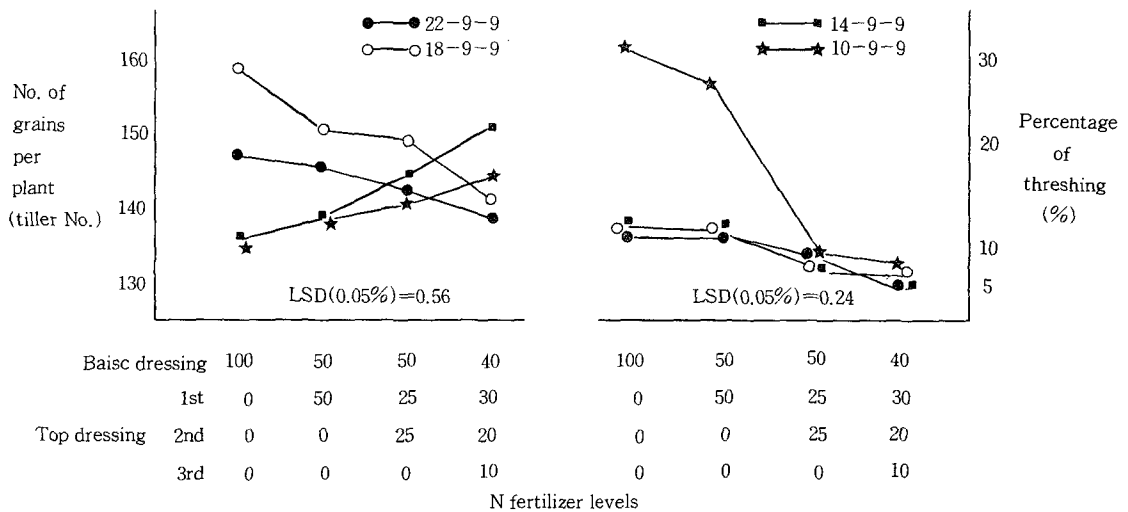 22-9-9
18-9-9
14-9-9
10-9-9
No. of
grains
per
plant
(tiller No.)
160
150
140
130
LSD(0.05%)=0.56
LSD(0.05%)=0.24
30
20
10
5
Percentage
of
threshing
(%)
Baisc dressing 100 50 50 40 100 50 50 40
1st 0 50 25 30 0 50 25 30
Top dressing 2nd 0 0 25 20 0 0 25 20
3rd 0 0 0 10 0 0 0 10
N fertilizer levels